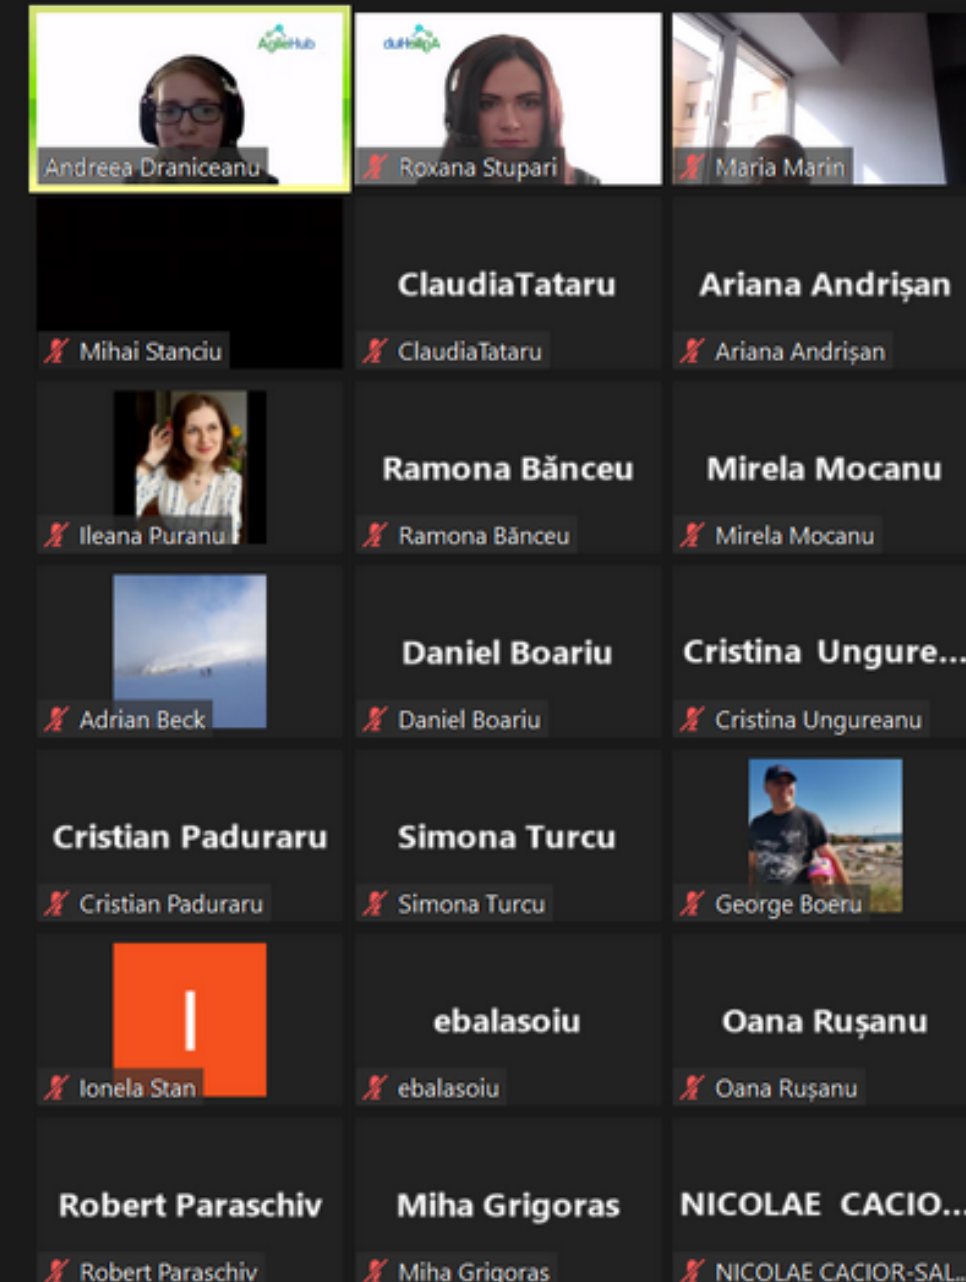 AgileHub
AgileHub
Andreea Draniceanu
Roxana Stupari
Maria Marin
ClaudiaTataru
Ariana Andrișan
Mihai Stanciu
ClaudiaTataru
Ariana Andrișan
Ramona Bănceu
Mirela Mocanu
Ileana Puranu
Ramona Bănceu
Mirela Mocanu
Daniel Boariu
Cristina Ungure...
Adrian Beck
Daniel Boariu
Cristina Ungureanu
Cristian Paduraru
Simona Turcu
Cristian Paduraru
Simona Turcu
George Boeru
I
ebalasoiu
Oana Rușanu
Ionela Stan
ebalasoiu
Oana Rușanu
Robert Paraschiv
Miha Grigoras
NICOLAE CACIO...
Robert Paraschiv
Miha Grigoras
NICOLAE CACIOR-SAL...